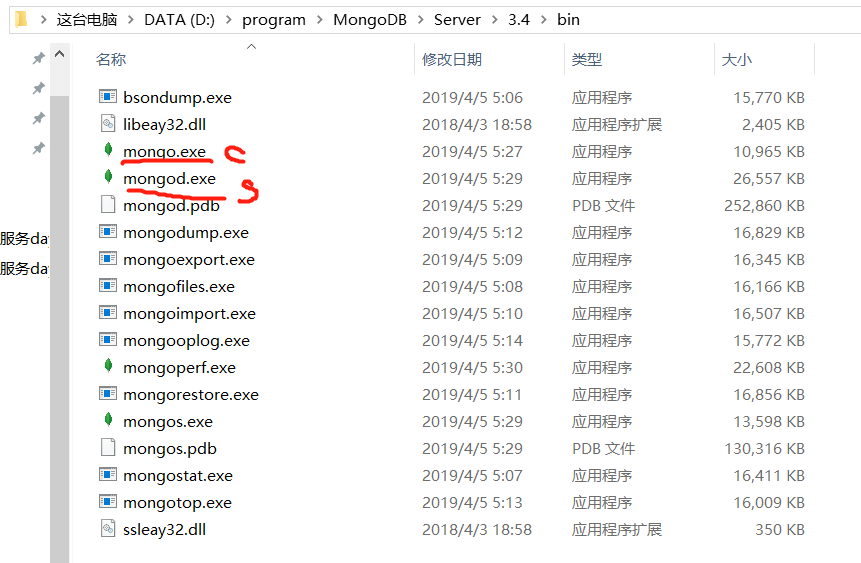 这台电脑 > DATA (D:) > program > MongoDB > Server > 3.4 > bin
名称 修改日期 类型 大小
bsondump.exe 2019/4/5 5:06 应用程序 15,770 KB
libeay32.dll 2018/4/3 18:58 应用程序扩展 2,405 KB
mongo.exe C 2019/4/5 5:27 应用程序 10,965 KB
mongod.exe S 2019/4/5 5:29 应用程序 26,557 KB
mongod.pdb 2019/4/5 5:29 PDB 文件 252,860 KB
服务day mongodump.exe 2019/4/5 5:12 应用程序 16,829 KB
服务day mongoexport.exe 2019/4/5 5:09 应用程序 16,345 KB
mongofiles.exe 2019/4/5 5:08 应用程序 16,166 KB
mongoimport.exe 2019/4/5 5:10 应用程序 16,507 KB
mongooplog.exe 2019/4/5 5:14 应用程序 15,772 KB
mongoperf.exe 2019/4/5 5:30 应用程序 22,608 KB
mongorestore.exe 2019/4/5 5:11 应用程序 16,856 KB
mongos.exe 2019/4/5 5:29 应用程序 13,598 KB
mongos.pdb 2019/4/5 5:29 PDB 文件 130,316 KB
mongostat.exe 2019/4/5 5:07 应用程序 16,411 KB
mongotop.exe 2019/4/5 5:13 应用程序 16,009 KB
ssleay32.dll 2018/4/3 18:58 应用程序扩展 350 KB